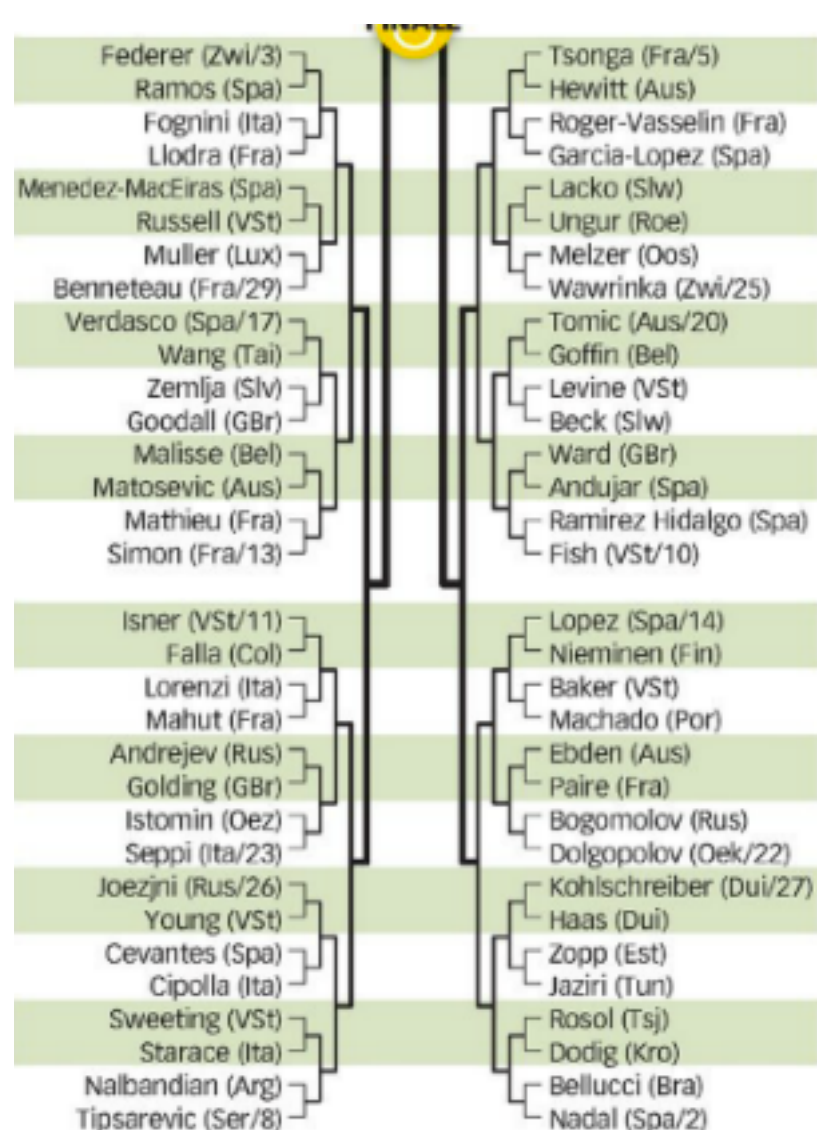 FINALE
Federer (Zwi/3)
Ramos (Spa)
Fognini (Ita)
Llodra (Fra)
Menedez-MacEiras (Spa)
Russell (VSt)
Muller (Lux)
Benneteau (Fra/29)
Verdasco (Spa/17)
Wang (Tai)
Zemlja (Slv)
Goodall (GBr)
Malisse (Bel)
Matosevic (Aus)
Mathieu (Fra)
Simon (Fra/13)
Isner (VSt/11)
Falla (Col)
Lorenzi (Ita)
Mahut (Fra)
Andrejev (Rus)
Golding (GBr)
Istomin (Oez)
Seppi (Ita/23)
Joezjni (Rus/26)
Young (VSt)
Cevantes (Spa)
Cipolla (Ita)
Sweeting (VSt)
Starace (Ita)
Nalbandian (Arg)
Tipsarevic (Ser/8)
Tsonga (Fra/5)
Hewitt (Aus)
Roger-Vasselin (Fra)
Garcia-Lopez (Spa)
Lacko (Slw)
Ungur (Roe)
Melzer (Oos)
Wawrinka (Zwi/25)
Tomic (Aus/20)
Goffin (Bel)
Levine (VSt)
Beck (Slw)
Ward (GBr)
Andujar (Spa)
Ramirez Hidalgo (Spa)
Fish (VSt/10)
Lopez (Spa/14)
Nieminen (Fin)
Baker (VSt)
Machado (Por)
Ebden (Aus)
Paire (Fra)
Bogomolov (Rus)
Dolgopolov (Oek/22)
Kohlschreiber (Dui/27)
Haas (Dui)
Zopp (Est)
Jaziri (Tun)
Rosol (Tsj)
Dodig (Kro)
Bellucci (Bra)
Nadal (Spa/2)